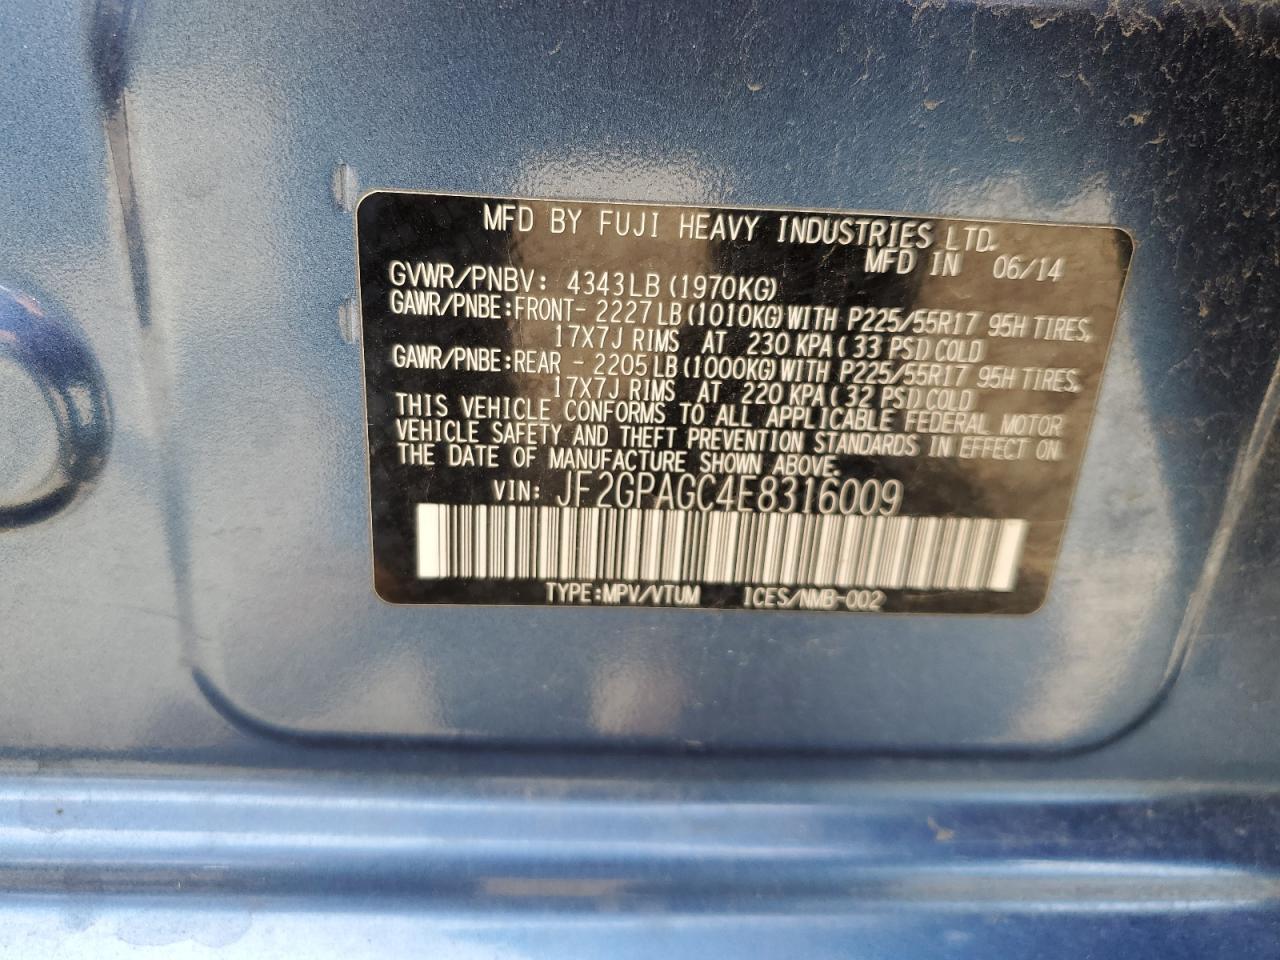 MFD BY FUJI HEAVY INDUSTRIES LTD.
MFD IN 06/14
GVWR/PNBV: 4343LB (1970KG)
GAWR/PNBE:FRONT- 2227LB (1010KG) WITH P225/55R17 95H TIRES,
17X7J RIMS AT 230 KPA ( 33 PSI) COLD
GAWR/PNBE:REAR - 2205LB (1000KG) WITH P225/55R17 95H TIRES,
17X7J RIMS AT 220 KPA ( 32 PSI) COLD
THIS VEHICLE CONFORMS TO ALL APPLICABLE FEDERAL MOTOR
VEHICLE SAFETY AND THEFT PREVENTION STANDARDS IN EFFECT ON
THE DATE OF MANUFACTURE SHOWN ABOVE.
VIN: JF2GPAGC4E8316009
TYPE:MPV/VTUM ICES/NMB-002